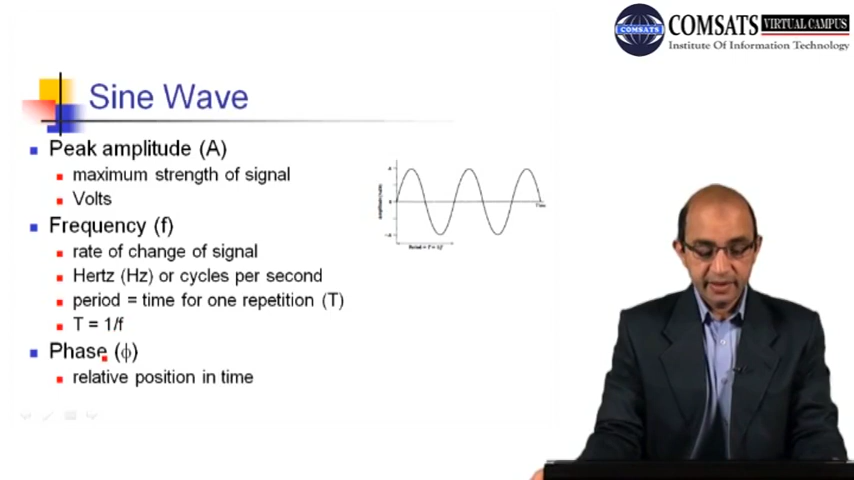 COMSATS VIRTUAL CAMPUS
COMSATS
Institute Of Information Technology
Sine Wave
Peak amplitude (A)
maximum strength of signal
Volts
Frequency (f)
rate of change of signal
Hertz (Hz) or cycles per second
period = time for one repetition (T)
T = 1/f
Phase (ϕ)
relative position in time
Time
Period = T = 1/f